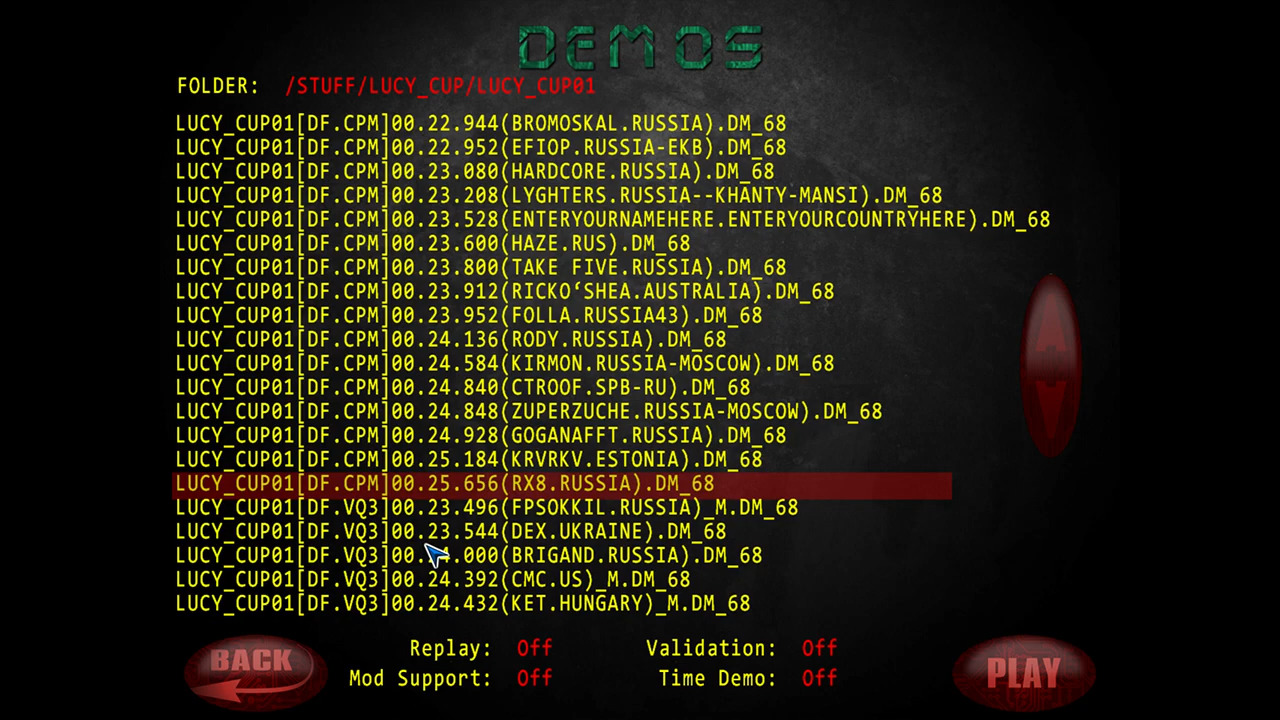 DEMOS
FOLDER: /STUFF/LUCY_CUP/LUCY_CUP01
LUCY_CUP01[DF.CPM]00.22.944(BROMOSKAL.RUSSIA).DM_68
LUCY_CUP01[DF.CPM]00.22.952(EFIOP.RUSSIA-EKB).DM_68
LUCY_CUP01[DF.CPM]00.23.080(HARDCORE.RUSSIA).DM_68
LUCY_CUP01[DF.CPM]00.23.208(LYGHTERS.RUSSIA--KHANTY-MANSI).DM_68
LUCY_CUP01[DF.CPM]00.23.528(ENTERYOURNAMEHERE.ENTERYOURCOUNTRYHERE).DM_68
LUCY_CUP01[DF.CPM]00.23.600(HAZE.RUS).DM_68
LUCY_CUP01[DF.CPM]00.23.800(TAKE FIVE.RUSSIA).DM_68
LUCY_CUP01[DF.CPM]00.23.912(RICKO‘SHEA.AUSTRALIA).DM_68
LUCY_CUP01[DF.CPM]00.23.952(FOLLA.RUSSIA43).DM_68
LUCY_CUP01[DF.CPM]00.24.136(RODY.RUSSIA).DM_68
LUCY_CUP01[DF.CPM]00.24.584(KIRMON.RUSSIA-MOSCOW).DM_68
LUCY_CUP01[DF.CPM]00.24.840(CTROOF.SPB-RU).DM_68
LUCY_CUP01[DF.CPM]00.24.848(ZUPERZUCHE.RUSSIA-MOSCOW).DM_68
LUCY_CUP01[DF.CPM]00.24.928(GOGANAFFT.RUSSIA).DM_68
LUCY_CUP01[DF.CPM]00.25.184(KRVRKV.ESTONIA).DM_68
LUCY_CUP01[DF.CPM]00.25.656(RX8.RUSSIA).DM_68
LUCY_CUP01[DF.VQ3]00.23.496(FPSOKKIL.RUSSIA)_M.DM_68
LUCY_CUP01[DF.VQ3]00.23.544(DEX.UKRAINE).DM_68
LUCY_CUP01[DF.VQ3]00. .000(BRIGAND.RUSSIA).DM_68
LUCY_CUP01[DF.VQ3]00.24.392(CMC.US)_M.DM_68
LUCY_CUP01[DF.VQ3]00.24.432(KET.HUNGARY)_M.DM_68
Replay: Off Validation: Off
Mod Support: Off Time Demo: Off
BACK
PLAY